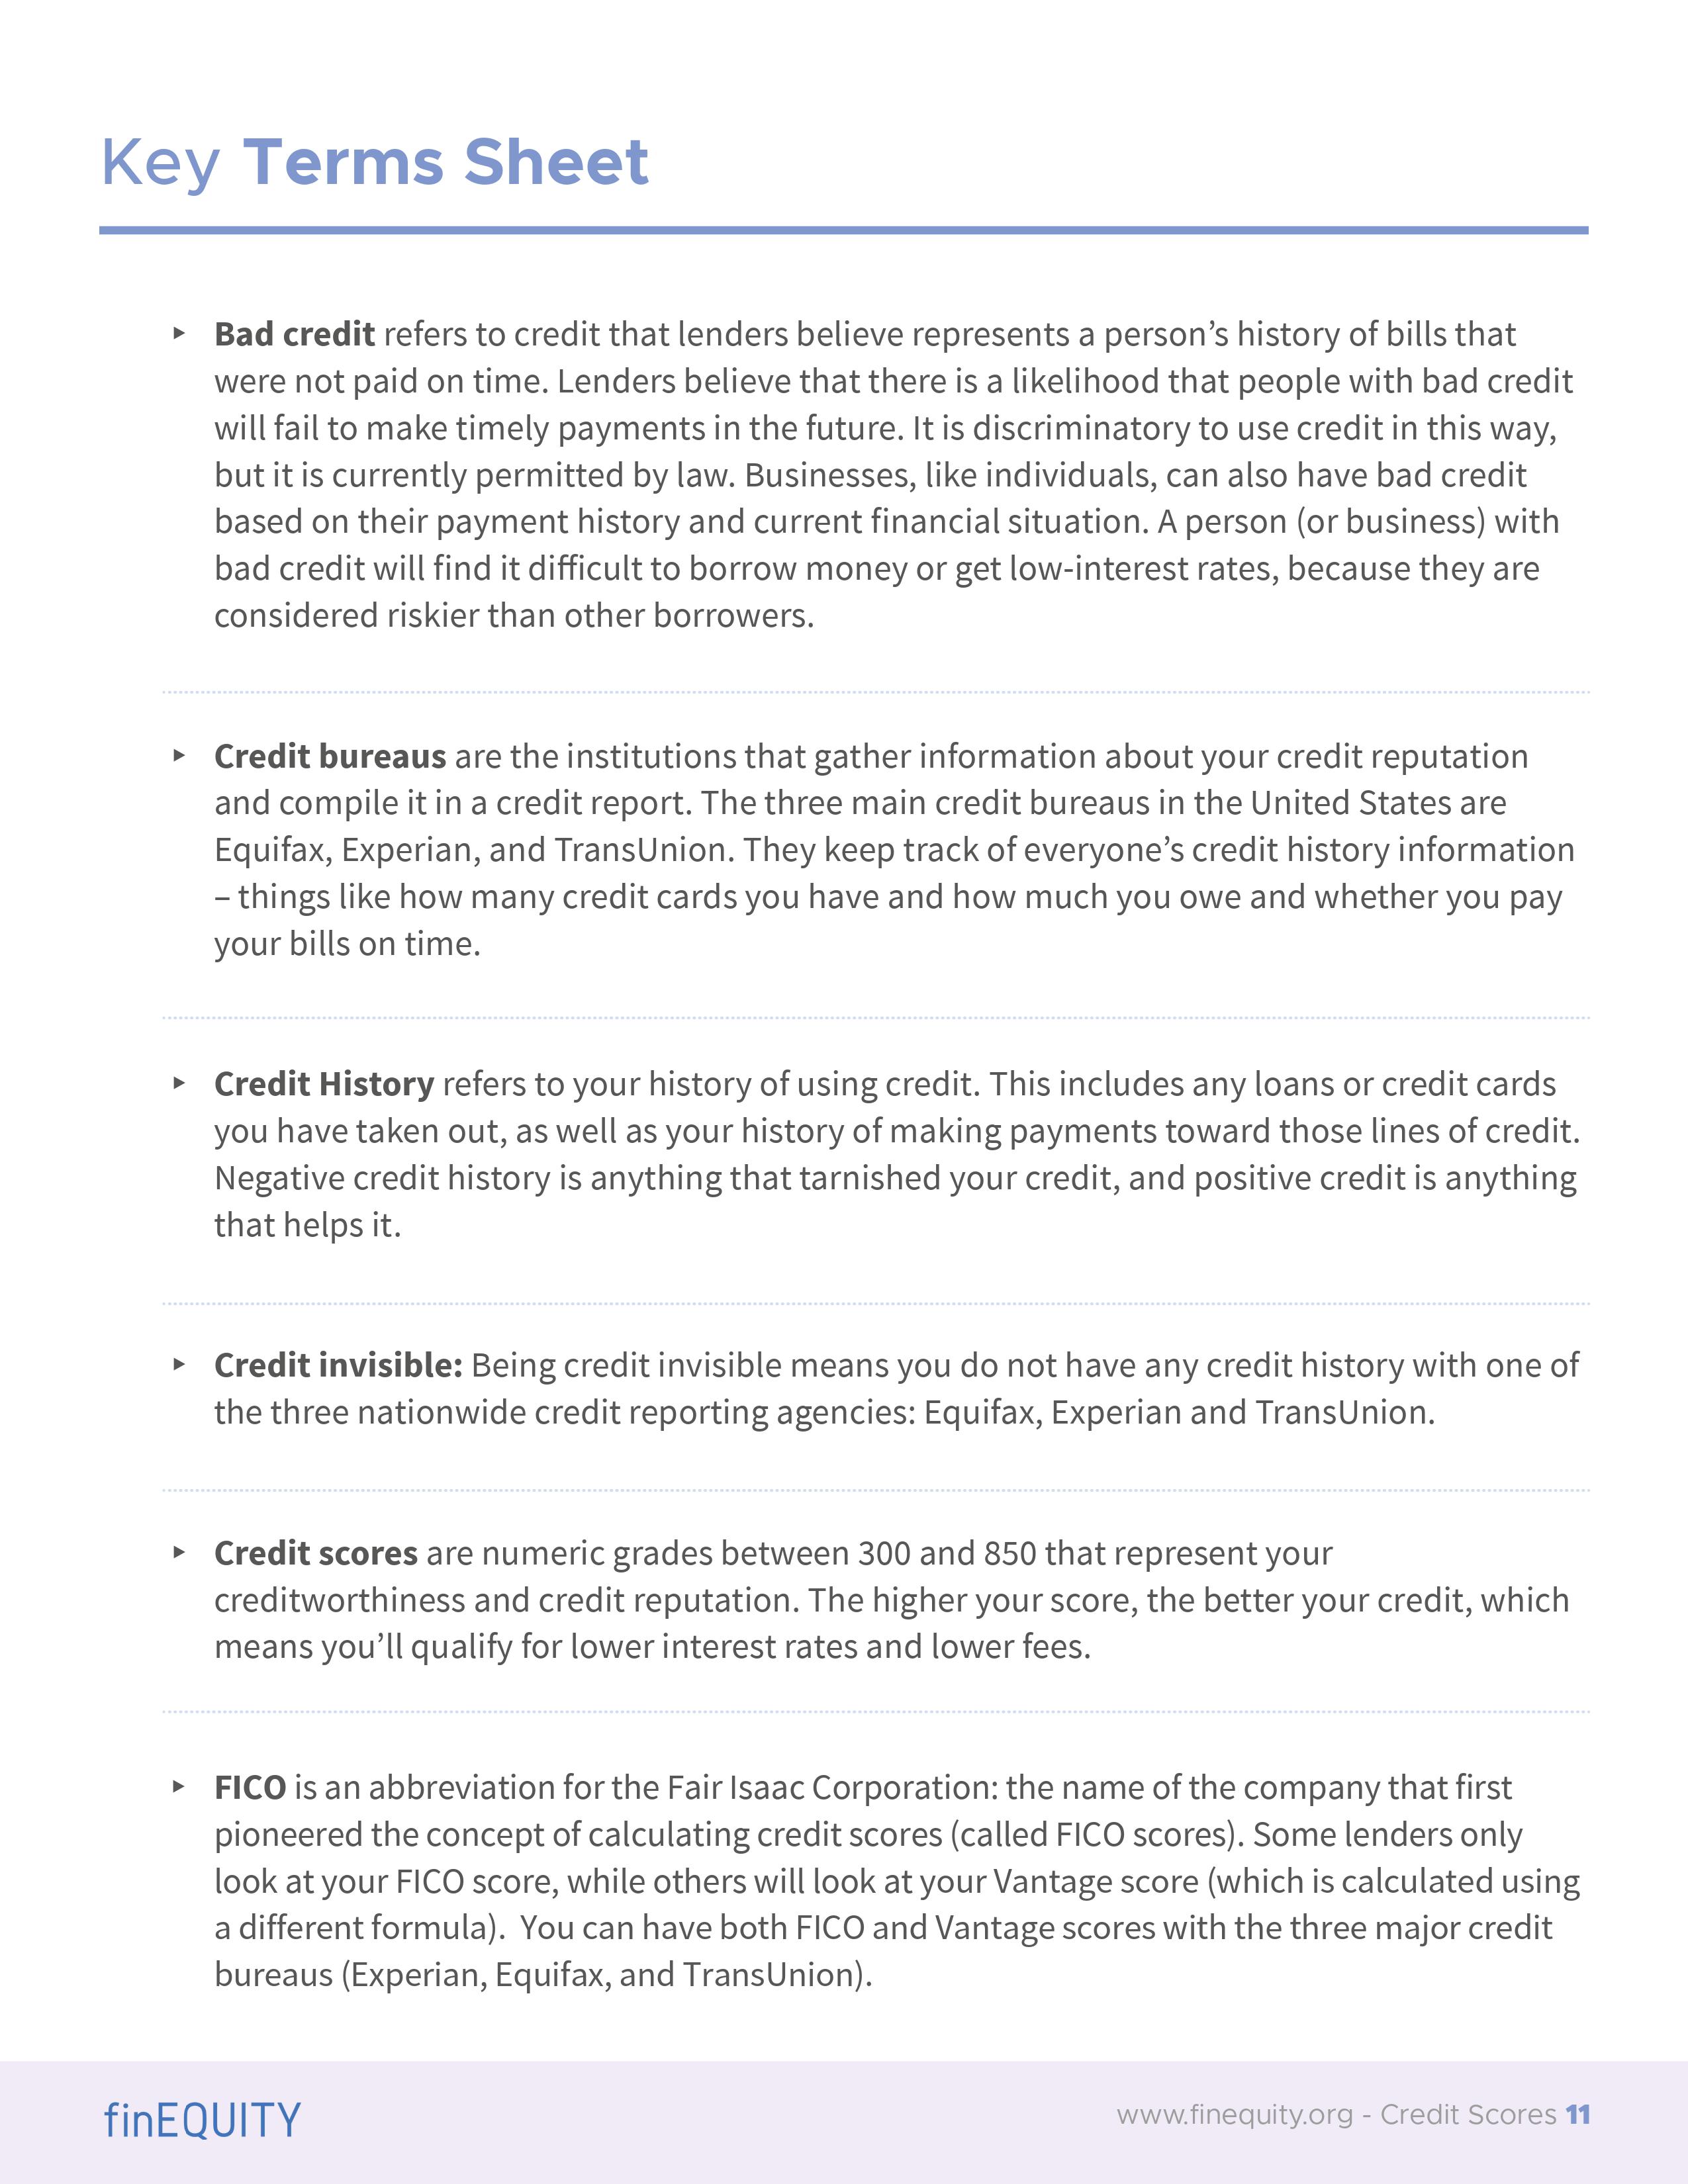 Key Terms Sheet
▸ Bad credit refers to credit that lenders believe represents a person’s history of bills that
were not paid on time. Lenders believe that there is a likelihood that people with bad credit
will fail to make timely payments in the future. It is discriminatory to use credit in this way,
but it is currently permitted by law. Businesses, like individuals, can also have bad credit
based on their payment history and current financial situation. A person (or business) with
bad credit will find it difficult to borrow money or get low-interest rates, because they are
considered riskier than other borrowers.
▸ Credit bureaus are the institutions that gather information about your credit reputation
and compile it in a credit report. The three main credit bureaus in the United States are
Equifax, Experian, and TransUnion. They keep track of everyone’s credit history information
– things like how many credit cards you have and how much you owe and whether you pay
your bills on time.
▸ Credit History refers to your history of using credit. This includes any loans or credit cards
you have taken out, as well as your history of making payments toward those lines of credit.
Negative credit history is anything that tarnished your credit, and positive credit is anything
that helps it.
▸ Credit invisible: Being credit invisible means you do not have any credit history with one of
the three nationwide credit reporting agencies: Equifax, Experian and TransUnion.
▸ Credit scores are numeric grades between 300 and 850 that represent your
creditworthiness and credit reputation. The higher your score, the better your credit, which
means you’ll qualify for lower interest rates and lower fees.
▸ FICO is an abbreviation for the Fair Isaac Corporation: the name of the company that first
pioneered the concept of calculating credit scores (called FICO scores). Some lenders only
look at your FICO score, while others will look at your Vantage score (which is calculated using
a different formula).  You can have both FICO and Vantage scores with the three major credit
bureaus (Experian, Equifax, and TransUnion).
finEQUITY
www.finequity.org - Credit Scores 11